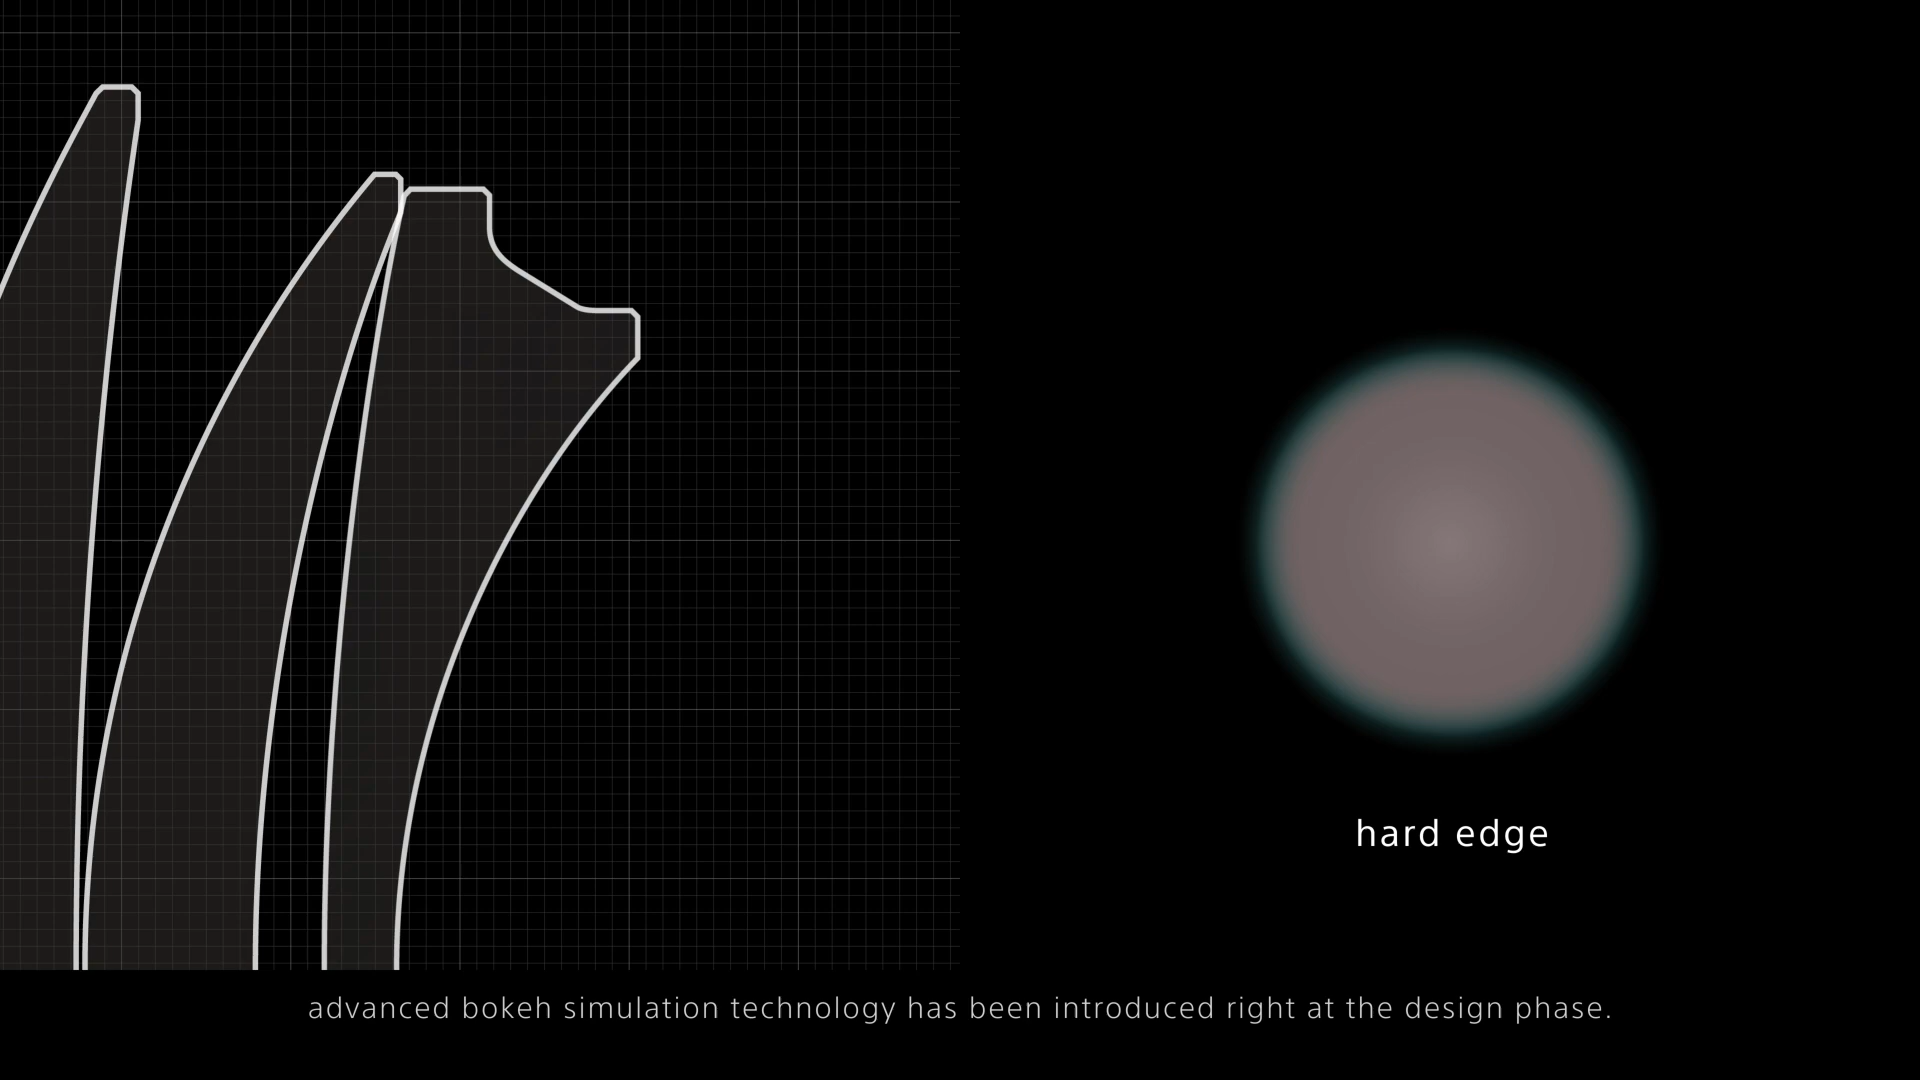 hard edge
advanced bokeh simulation technology has been introduced right at the design phase.